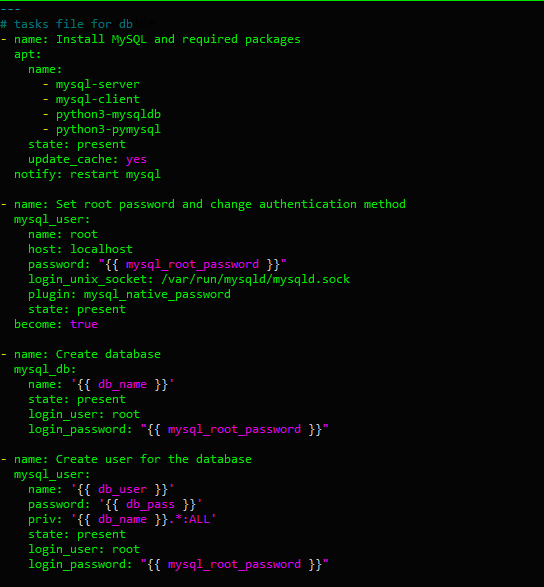 ---
# tasks file for db
- name: Install MySQL and required packages
  apt:
    name:
      - mysql-server
      - mysql-client
      - python3-mysqldb
      - python3-pymysql
    state: present
    update_cache: yes
  notify: restart mysql

- name: Set root password and change authentication method
  mysql_user:
    name: root
    host: localhost
    password: "{{ mysql_root_password }}"
    login_unix_socket: /var/run/mysqld/mysqld.sock
    plugin: mysql_native_password
    state: present
  become: true

- name: Create database
  mysql_db:
    name: '{{ db_name }}'
    state: present
    login_user: root
    login_password: "{{ mysql_root_password }}"

- name: Create user for the database
  mysql_user:
    name: '{{ db_user }}'
    password: '{{ db_pass }}'
    priv: '{{ db_name }}.*:ALL'
    state: present
    login_user: root
    login_password: "{{ mysql_root_password }}"